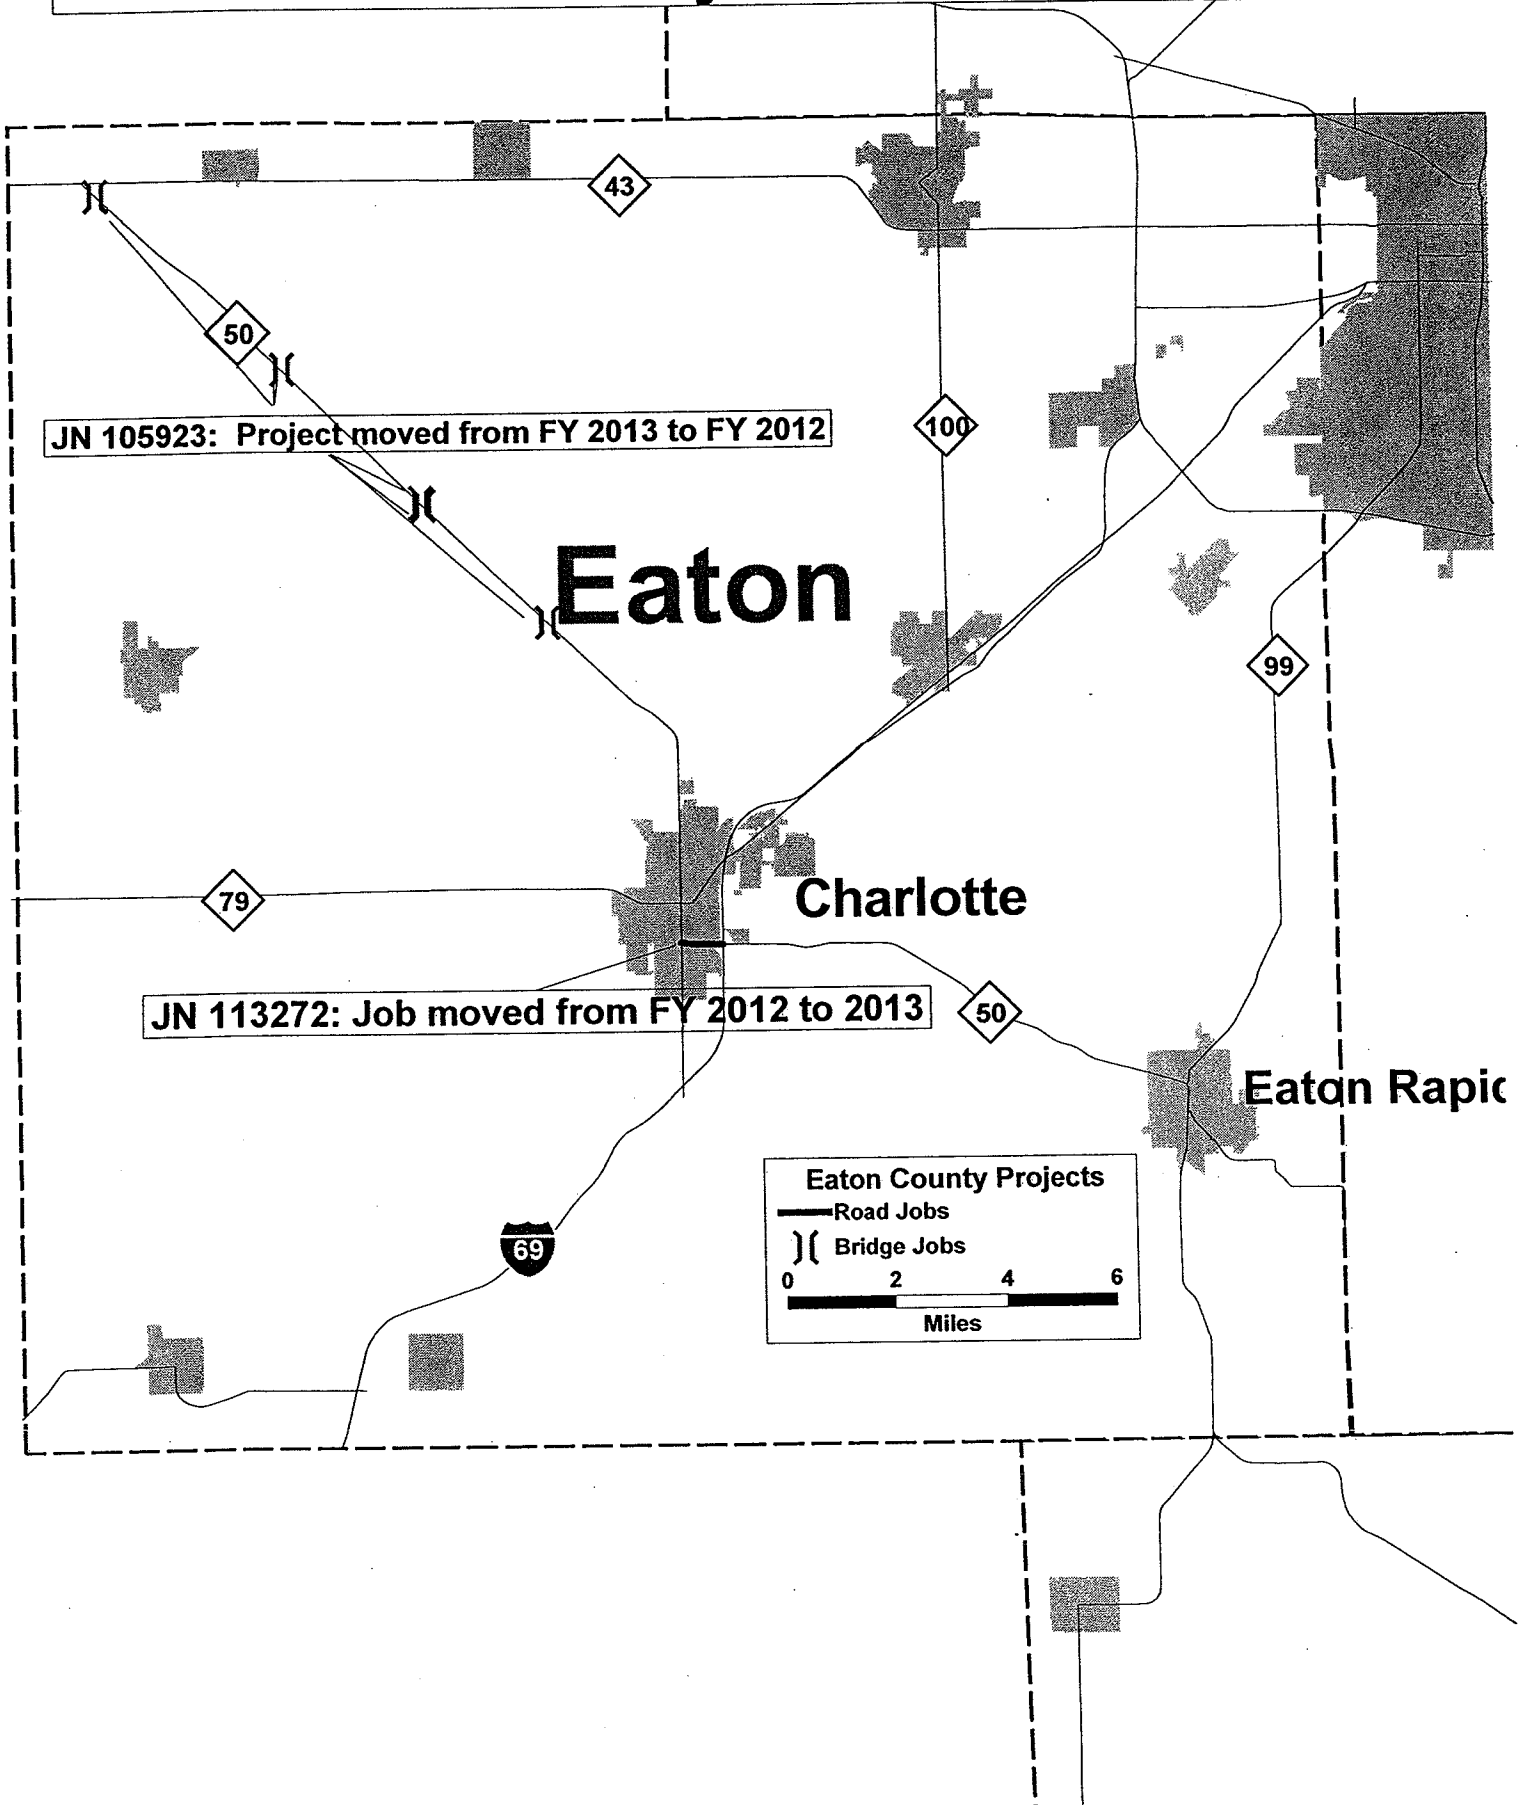 43
50
JN 105923: Project moved from FY 2013 to FY 2012
100
Eaton
99
79
Charlotte
JN 113272: Job moved from FY 2012 to 2013
50
Eaton Rapi
69
Eaton County Projects
Road Jobs
Bridge Jobs
0 2 4 6
Miles